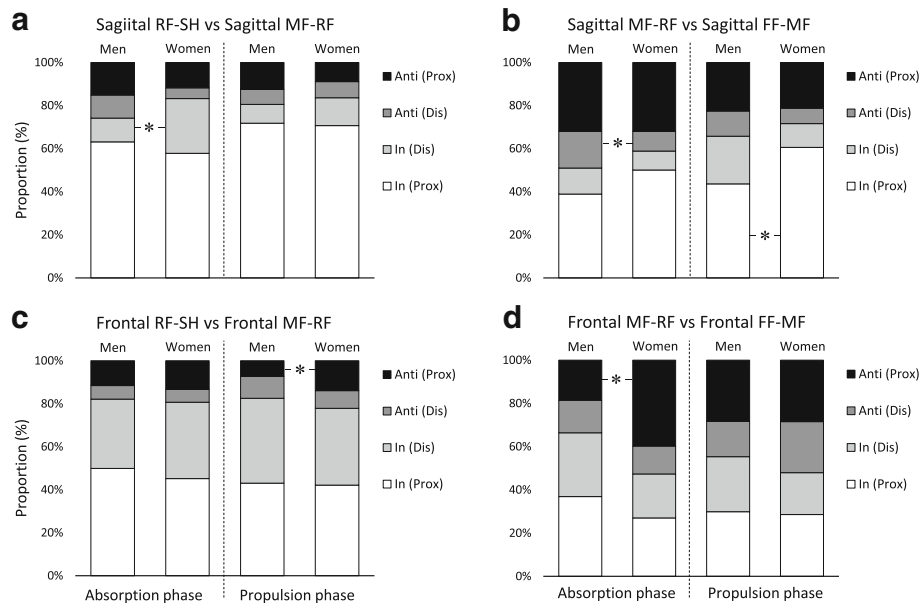 a
Sagiital RF-SH vs Sagittal MF-RF
Men Women Men Women
100%
80%
60%
40%
20%
0%
Proportion (%)
*
Anti (Prox)
Anti (Dis)
In (Dis)
In (Prox)
b
Sagittal MF-RF vs Sagittal FF-MF
Men Women Men Women
100%
80%
60%
40%
20%
0%
*
*
Anti (Prox)
Anti (Dis)
In (Dis)
In (Prox)
c
Frontal RF-SH vs Frontal MF-RF
Men Women Men Women
100%
80%
60%
40%
20%
0%
Proportion (%)
*
Anti (Prox)
Anti (Dis)
In (Dis)
In (Prox)
Absorption phase Propulsion phase
d
Frontal MF-RF vs Frontal FF-MF
Men Women Men Women
100%
80%
60%
40%
20%
0%
*
Anti (Prox)
Anti (Dis)
In (Dis)
In (Prox)
Absorption phase Propulsion phase